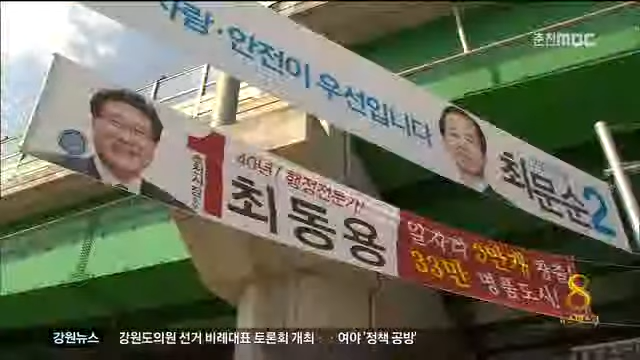 춘천MBC
사람·안전이 우선입니다
최문순2
1
40년! 행정전문가!
최동용
일자리 3만개 창출!
33만 명품도시!
8
강원뉴스
강원도의원 선거 비례대표 토론회 개최 · · 여야 '정책 공방'